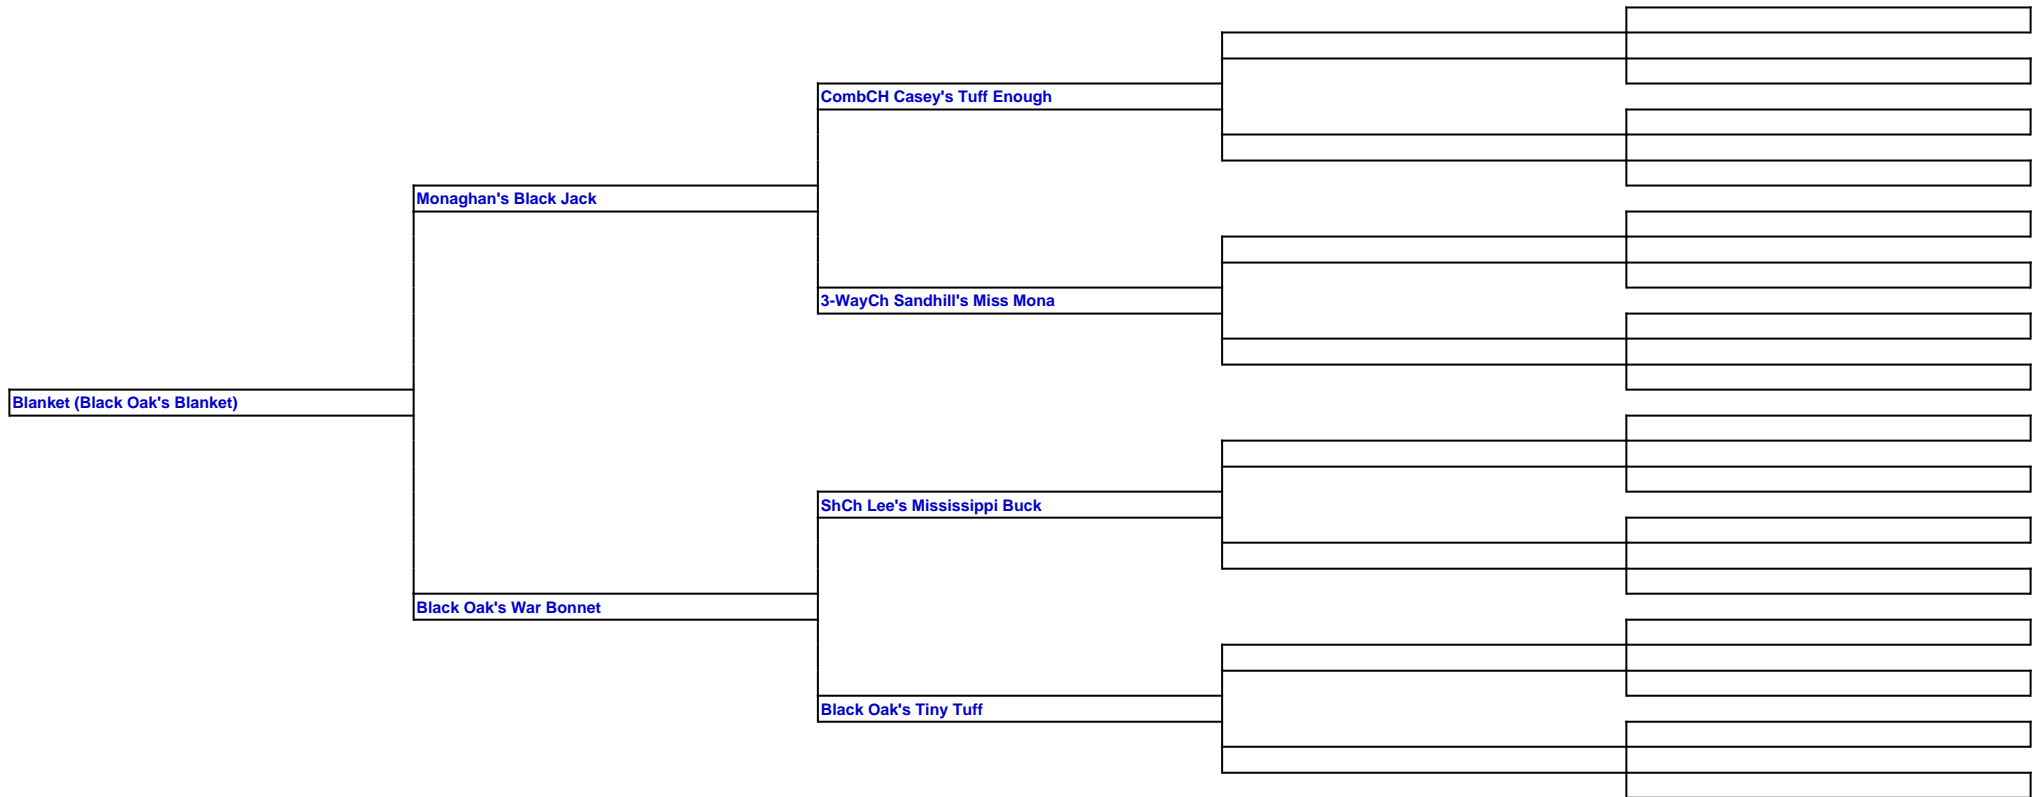 CombCH Casey's Tuff Enough
Monaghan's Black Jack
3-WayCh Sandhill's Miss Mona
Blanket (Black Oak's Blanket)
ShCh Lee's Mississippi Buck
Black Oak's War Bonnet
Black Oak's Tiny Tuff